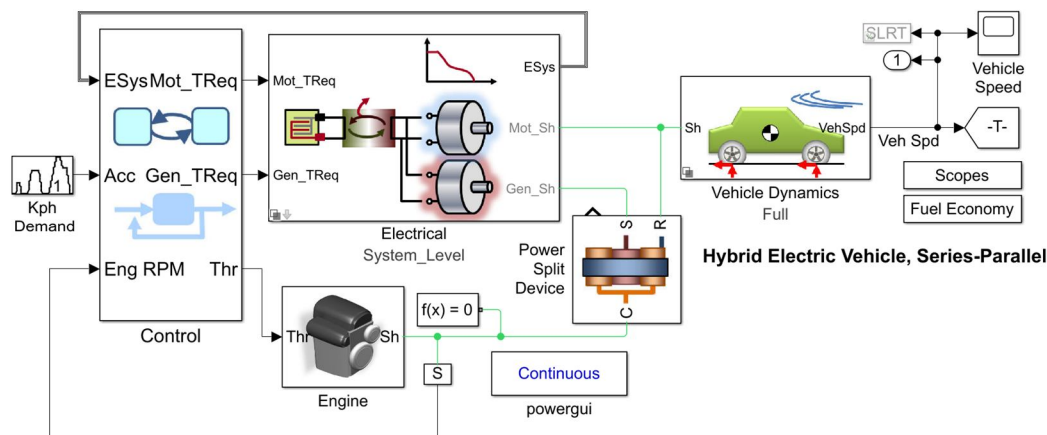 ESys
Mot_TReq
Acc
Gen_TReq
Eng RPM
Thr
Control
1
Kph
Demand
Mot_TReq
Gen_TReq
ESys
Mot_Sh
Gen_Sh
Electrical
System_Level
Sh
VehSpd
Vehicle Dynamics
Full
Veh Spd
SLRT
1
Vehicle
Speed
-T-
Scopes
Fuel Economy
Power
Split
Device
S
R
C
Hybrid Electric Vehicle, Series-Parallel
Thr
Sh
Engine
f(x) = 0
S
Continuous
powergui